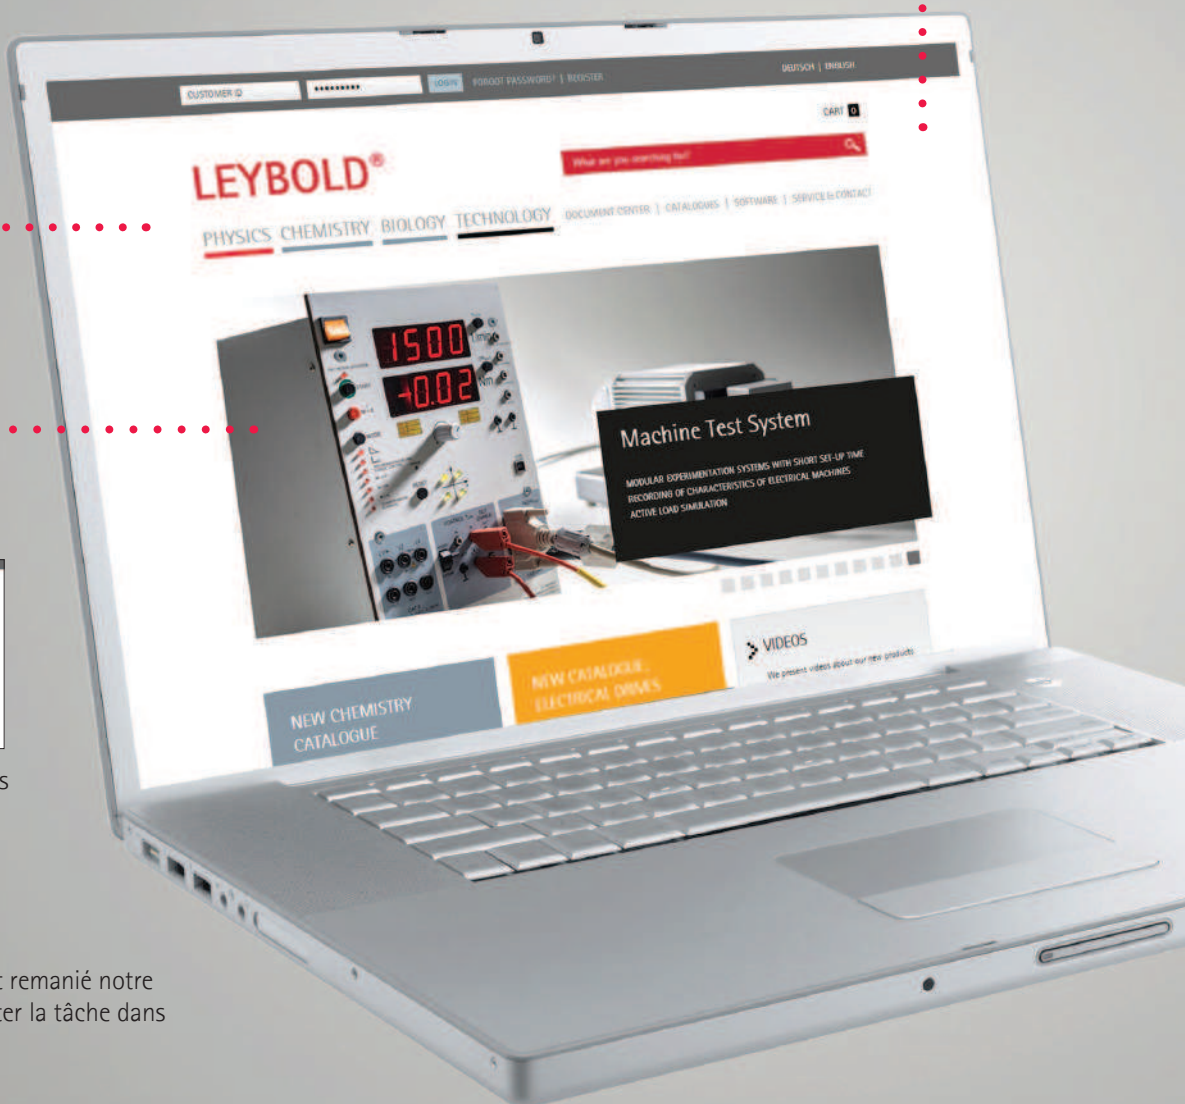 CUSTOMER ID
•••••••••
LOGIN
FORGOT PASSWORD? | REGISTER
DEUTSCH | ENGLISH
CART 0
LEYBOLD®
What are you searching for?
PHYSICS CHEMISTRY BIOLOGY TECHNOLOGY
DOCUMENT CENTER | CATALOGUES | SOFTWARE | SERVICE & CONTACT
1500
-0.02
Nm
Machine Test System
MODULAR EXPERIMENTATION SYSTEMS WITH SHORT SET-UP TIME
RECORDING OF CHARACTERISTICS OF ELECTRICAL MACHINES
ACTIVE LOAD SIMULATION
NEW CHEMISTRY
CATALOGUE
NEW CATALOGUE
ELECTRICAL DRIVES
VIDEOS
We present videos about our new products
s
t remanié notre
ter la tâche dans